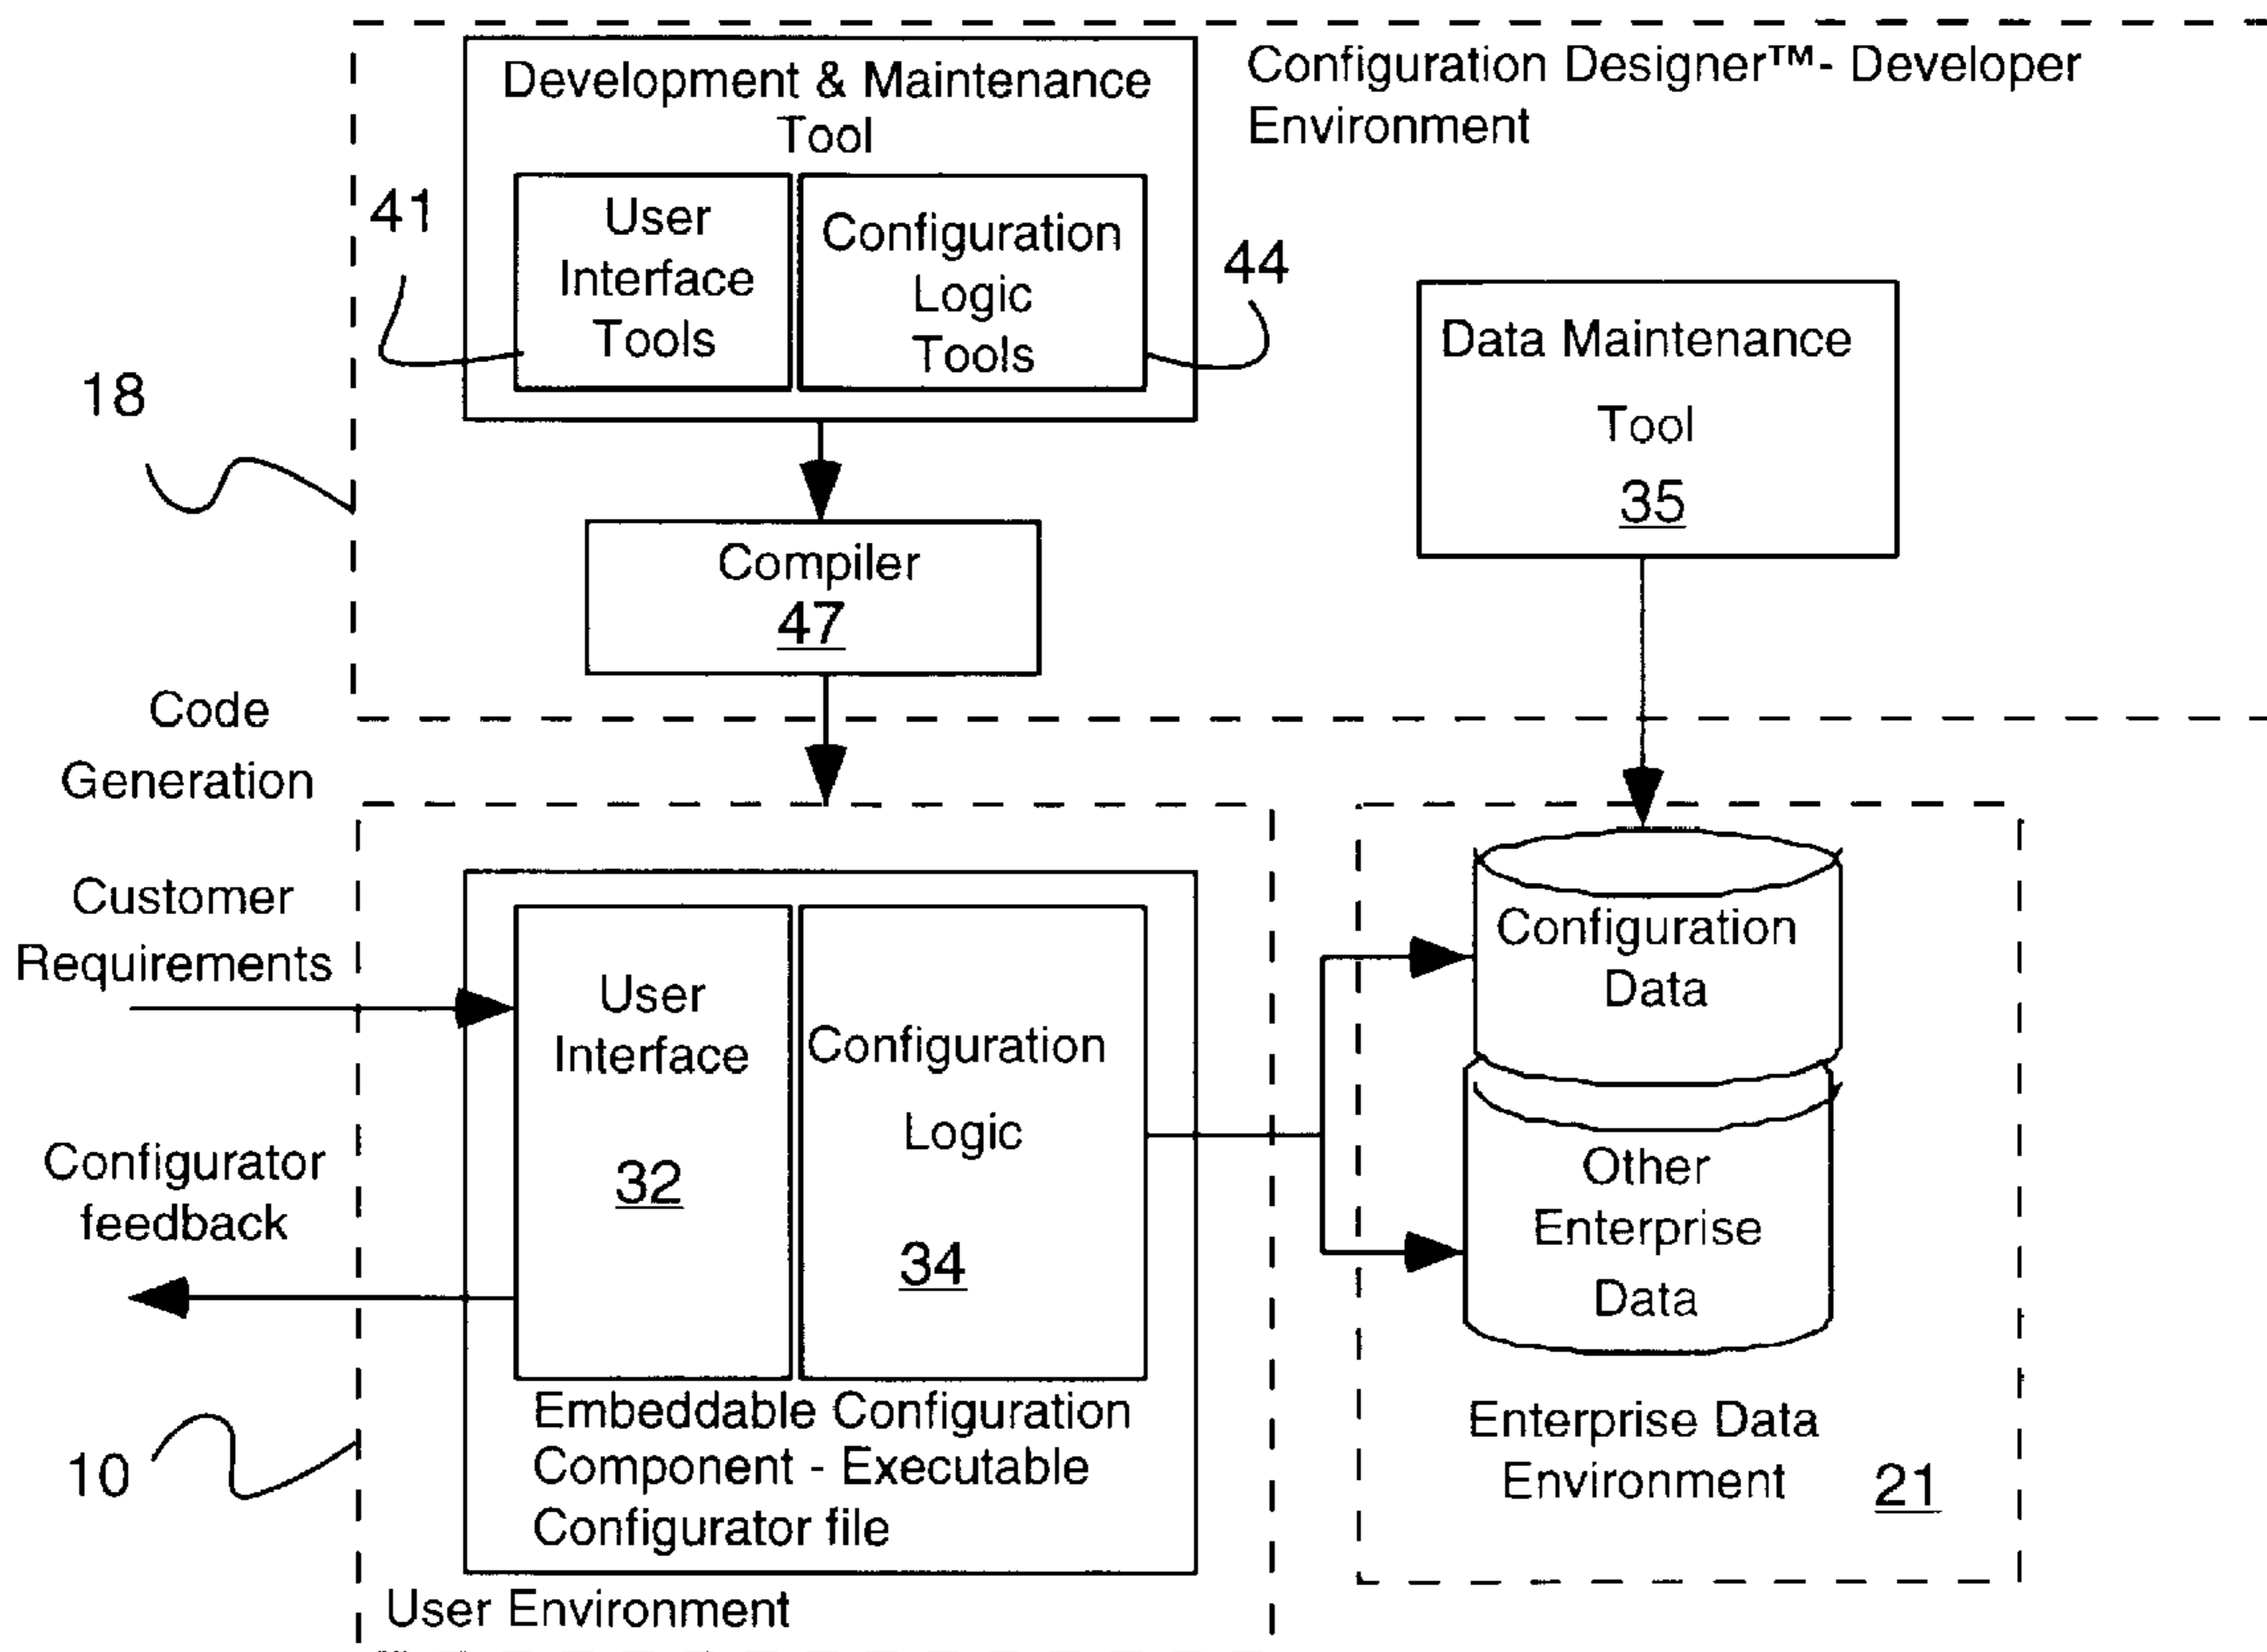 Configuration Designer™- Developer
Environment
Development & Maintenance
Tool
41
User
Interface
Tools
Configuration
Logic
Tools
44
Data Maintenance
Tool
35
18
Compiler
47
Code
Generation
Customer
Requirements
Configurator
feedback
User
Interface
32
Configuration
Logic
34
Configuration
Data
Other
Enterprise
Data
Embeddable Configuration
Component - Executable
Configurator file
10
User Environment
Enterprise Data
Environment
21